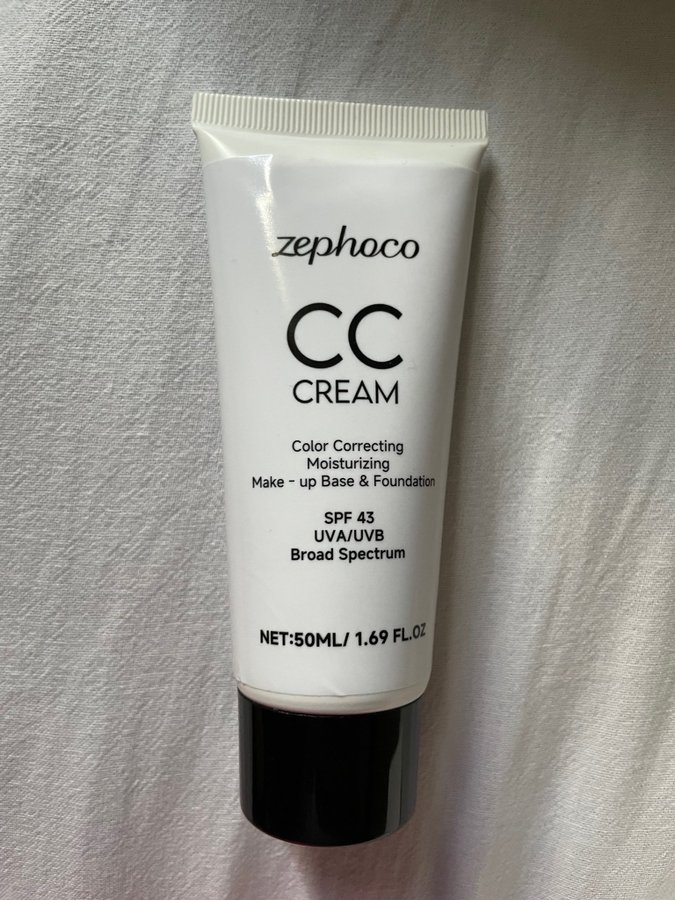 zephoco
CC
CREAM
Color Correcting
Moisturizing
Make - up Base & Foundation
SPF 43
UVA/UVB
Broad Spectrum
NET:50ML/ 1.69 FL.OZ